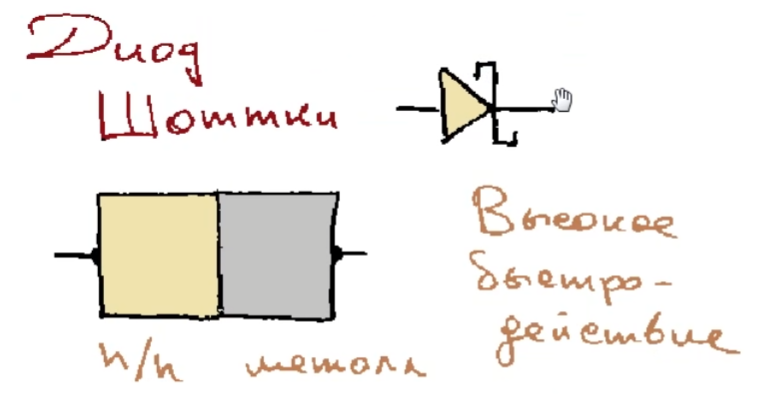 Диод
Шоттки
Высокое
быстро-
действие
п/п металл